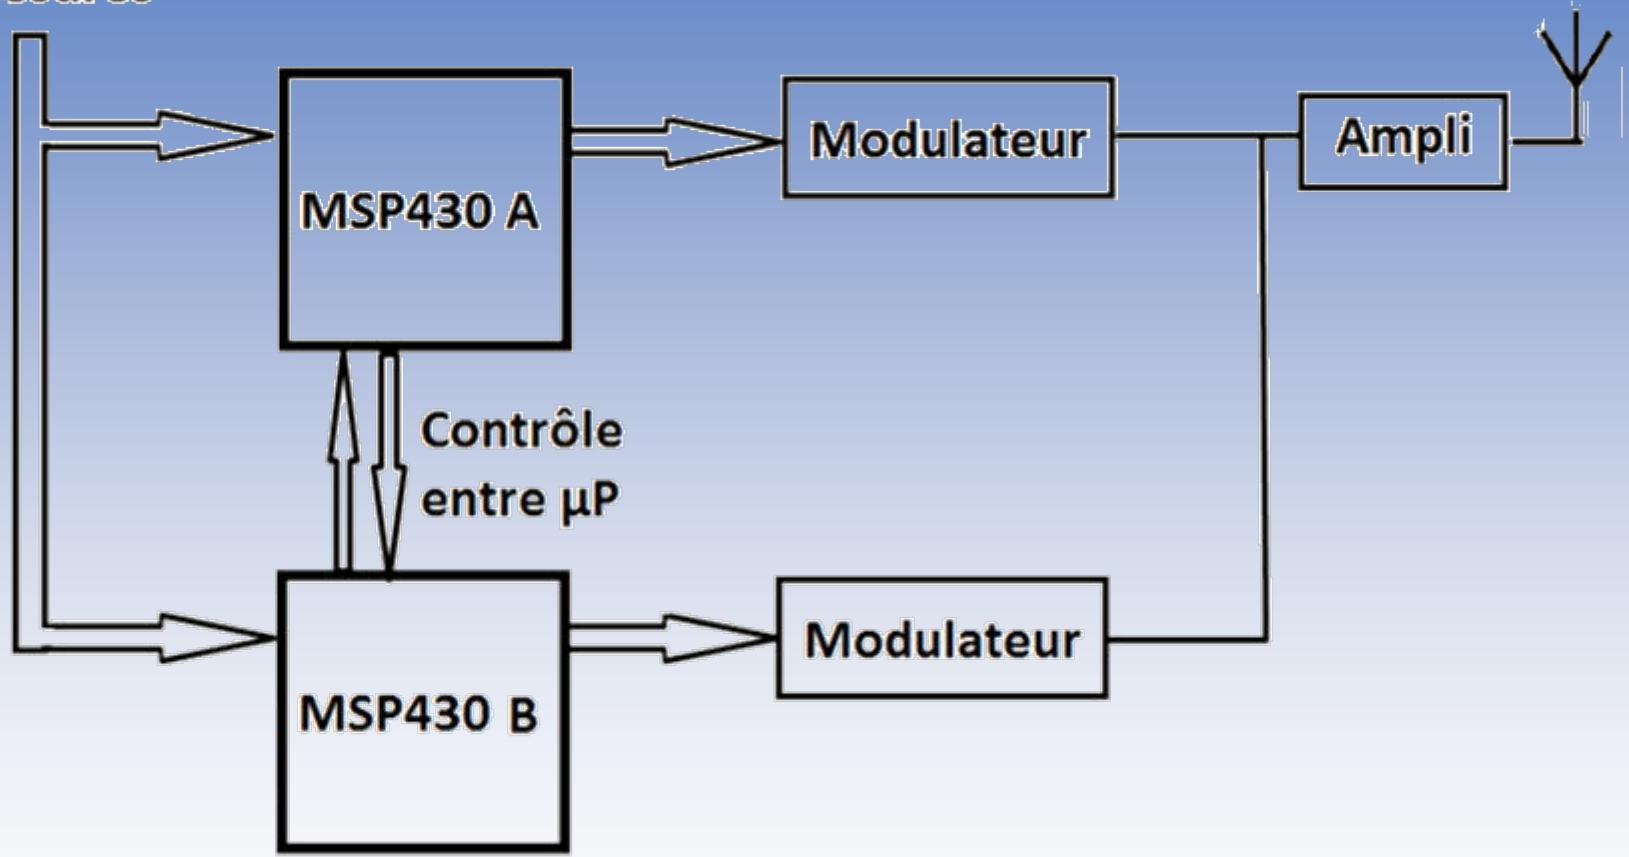 MSP430 A
Modulateur
Ampli
Contrôle
entre µP
MSP430 B
Modulateur